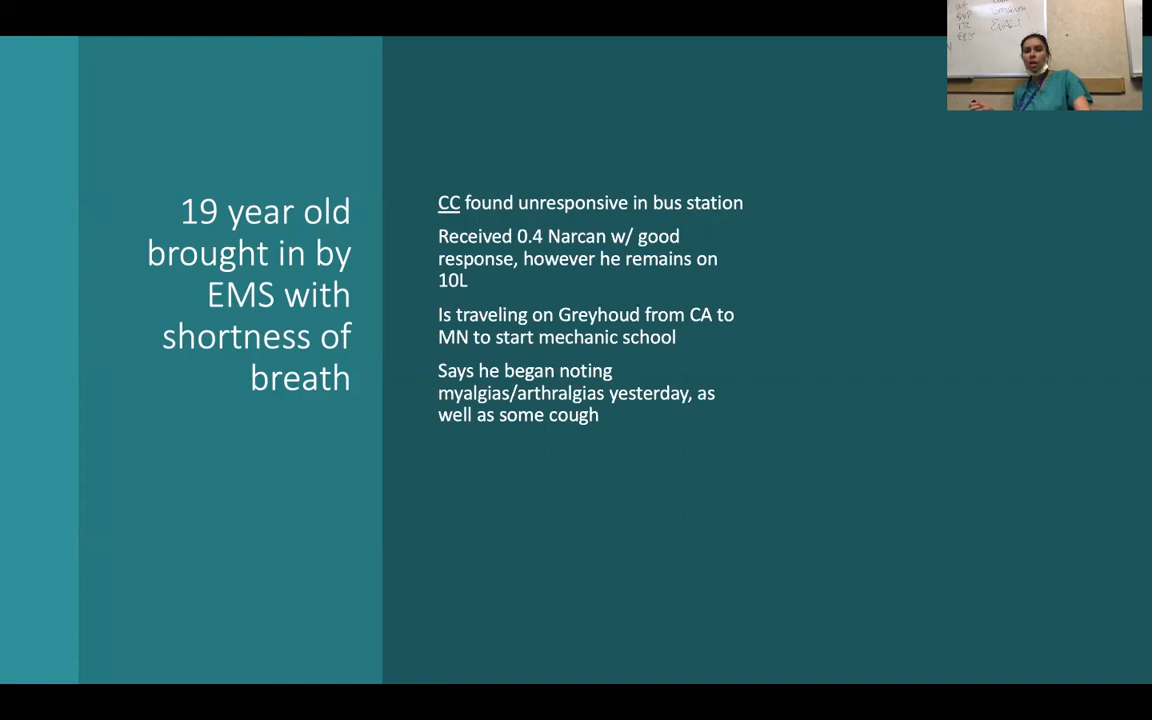 19 year old
brought in by
EMS with
shortness of
breath
CC found unresponsive in bus station
Received 0.4 Narcan w/ good
response, however he remains on
10L
Is traveling on Greyhoud from CA to
MN to start mechanic school
Says he began noting
myalgias/arthralgias yesterday, as
well as some cough